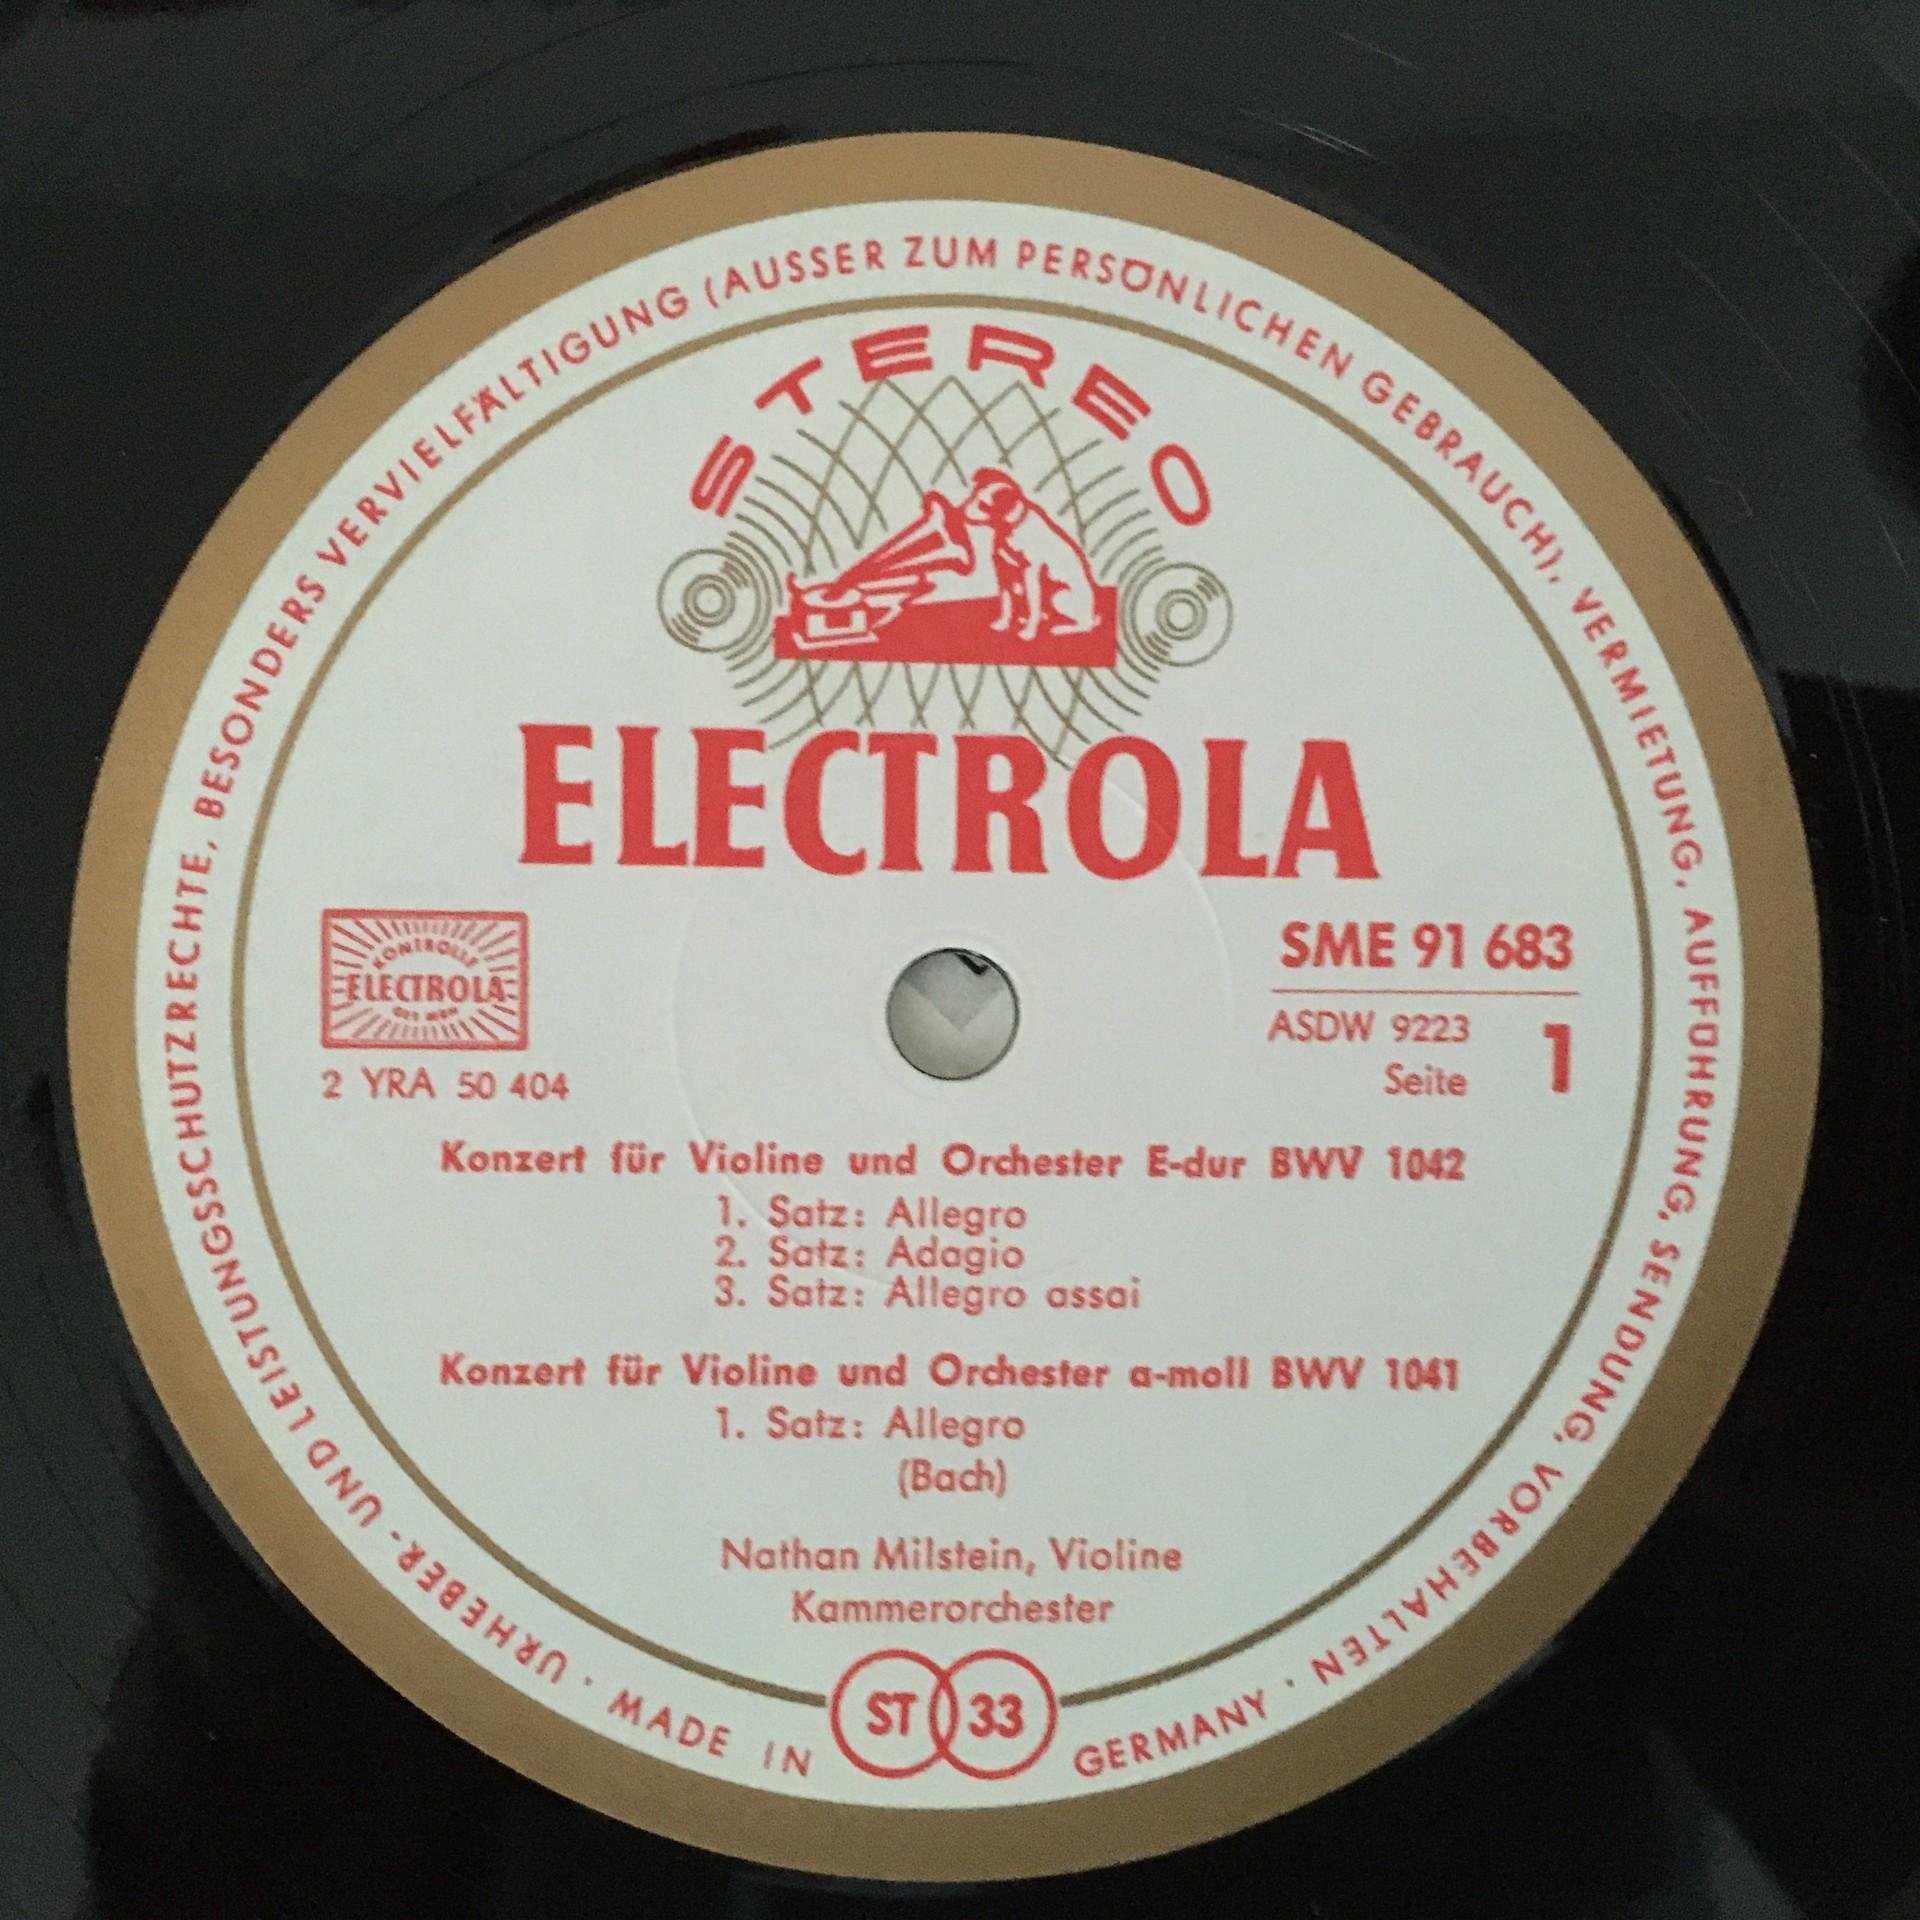 URHEBER- UND LEISTUNGSSCHUTZRECHTE, BESONDERS VERVIELFÄLTIGUNG (AUSSER ZUM PERSÖNLICHEN GEBRAUCH), VERMIETUNG, AUFFÜHRUNG, SENDUNG, VORBEHALTEN · MADE IN GERMANY ·
STEREO
ELECTROLA
KONTROLLE
ELECTROLA
SME 91 683
ASDW 9223
Seite 1
2 YRA 50 404
Konzert für Violine und Orchester E-dur BWV 1042
1. Satz: Allegro
2. Satz: Adagio
3. Satz: Allegro assai
Konzert für Violine und Orchester a-moll BWV 1041
1. Satz: Allegro
(Bach)
Nathan Milstein, Violine
Kammerorchester
ST 33